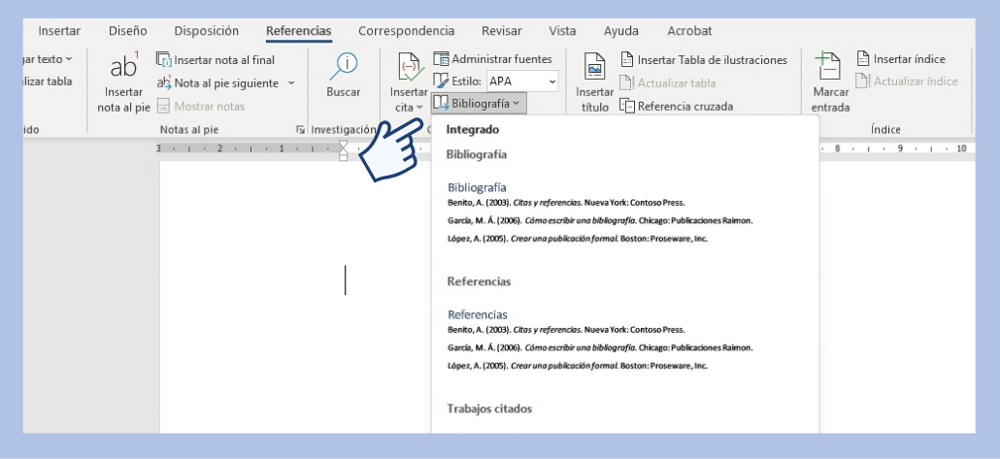 Insertar Diseño Disposición Referencias Correspondencia Revisar Vista Ayuda Acrobat
gar texto
lizar tabla
ab1
Insertar
nota al pie
Insertar nota al final
Nota al pie siguiente
Mostrar notas
Notas al pie
Buscar
Investigación
Insertar
cita
Administrar fuentes
Estilo: APA
Bibliografía
Insertar
título
Insertar Tabla de ilustraciones
Actualizar tabla
Referencia cruzada
Marcar
entrada
Insertar índice
Actualizar índice
Índice
3 2 1 8 9 10
Integrado
Bibliografía
Bibliografía
Benito, A. (2003). Citas y referencias. Nueva York: Contoso Press.
García, M. Á. (2006). Cómo escribir una bibliografía. Chicago: Publicaciones Raimon.
López, A. (2005). Crear una publicación formal. Boston: Proseware, Inc.
Referencias
Referencias
Benito, A. (2003). Citas y referencias. Nueva York: Contoso Press.
García, M. Á. (2006). Cómo escribir una bibliografía. Chicago: Publicaciones Raimon.
López, A. (2005). Crear una publicación formal. Boston: Proseware, Inc.
Trabajos citados